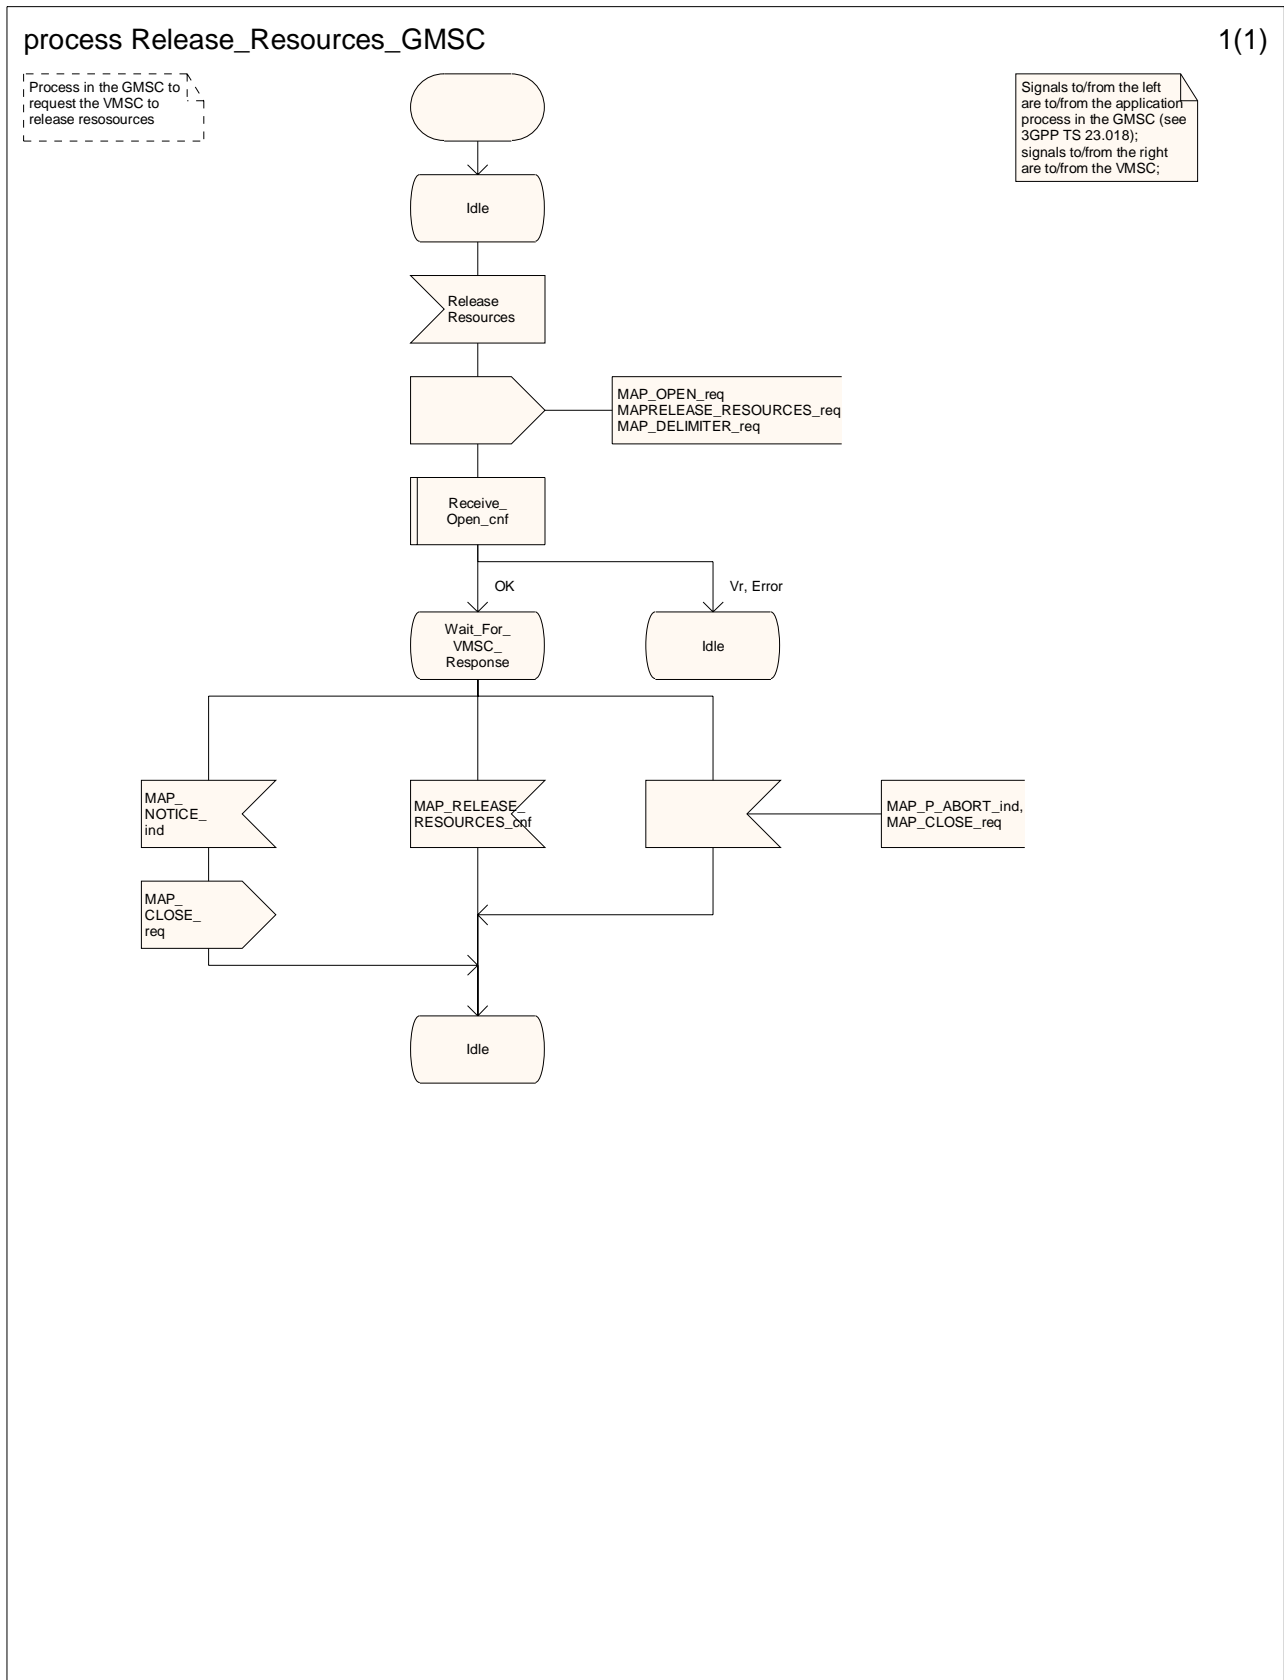 process Release_Resources_GMSC
1(1)
Process in the GMSC to
request the VMSC to
release resosources
Signals to/from the left
are to/from the application
process in the GMSC (see
3GPP TS 23.018);
signals to/from the right
are to/from the VMSC;
Idle
Release
Resources
MAP_OPEN_req
MAPRELEASE_RESOURCES_req
MAP_DELIMITER_req
Receive_
Open_cnf
OK
Vr, Error
Wait_For_
VMSC_
Response
Idle
MAP_
NOTICE_
ind
MAP_RELEASE_
RESOURCES_cnf
MAP_P_ABORT_ind,
MAP_CLOSE_req
MAP_
CLOSE_
req
Idle